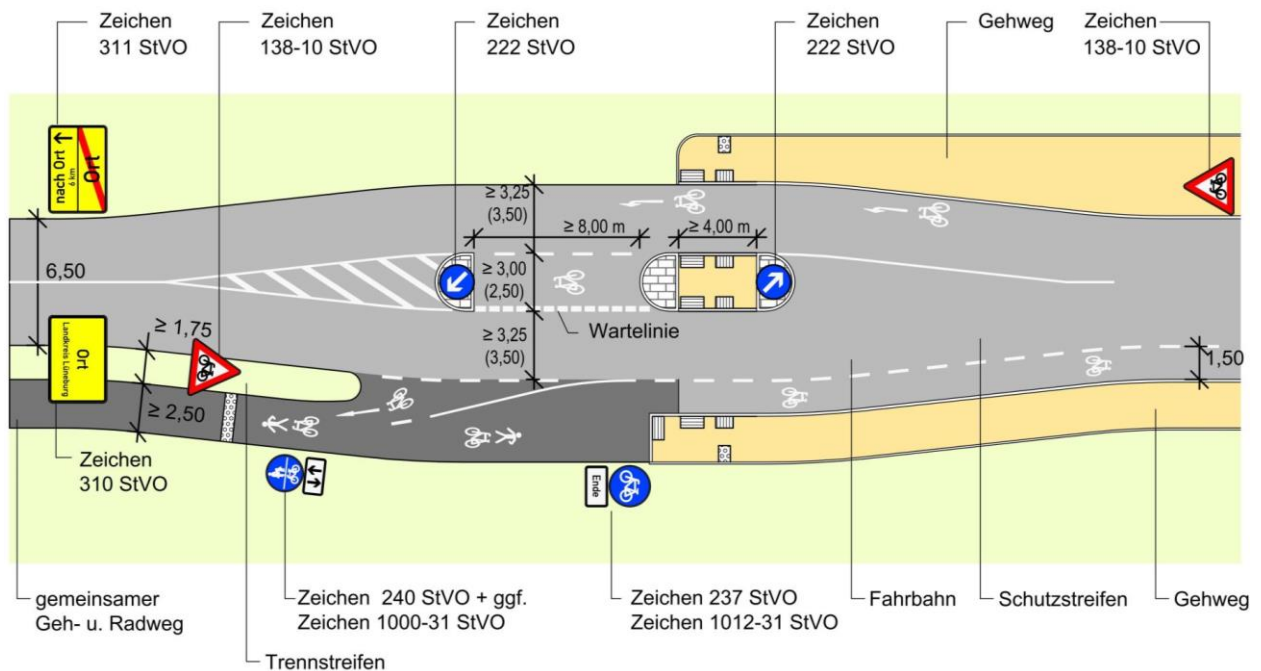 Zeichen
311 StVO
Zeichen
138-10 StVO
Zeichen
222 StVO
Zeichen
222 StVO
Gehweg
Zeichen
138-10 StVO
nach Ort ↑
6 km
Ort
≥ 3,25
(3,50)
≥ 8,00 m
≥ 4,00 m
6,50
≥ 3,00
(2,50)
Wartelinie
≥ 1,75
≥ 3,25
(3,50)
1,50
Ort
Landkreis Lüneburg
≥ 2,50
Zeichen
310 StVO
Ende
gemeinsamer
Geh- u. Radweg
Zeichen 240 StVO + ggf.
Zeichen 1000-31 StVO
Zeichen 237 StVO
Zeichen 1012-31 StVO
Fahrbahn
Schutzstreifen
Gehweg
Trennstreifen